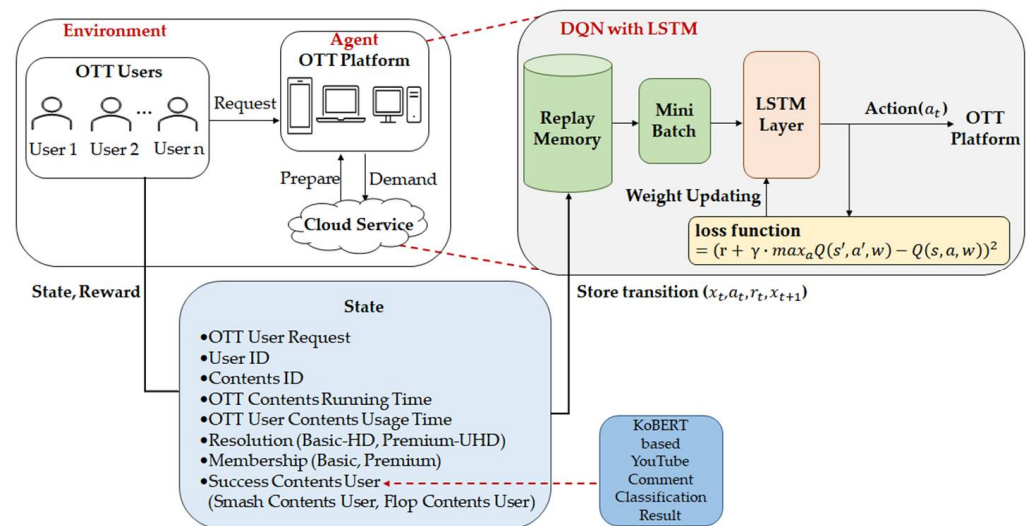 Environment
OTT Users
...
User 1 User 2 User n
Request
Agent
OTT Platform
Prepare
Demand
Cloud Service
DQN with LSTM
Replay
Memory
Mini
Batch
LSTM
Layer
Action(a_t)
OTT
Platform
Weight Updating
loss function
= (r + γ · max_a Q(s′, a′, w) − Q(s, a, w))²
State, Reward
Store transition (x_t, a_t, r_t, x_{t+1})
State
•OTT User Request
•User ID
•Contents ID
•OTT Contents Running Time
•OTT User Contents Usage Time
•Resolution (Basic-HD, Premium-UHD)
•Membership (Basic, Premium)
•Success Contents User
(Smash Contents User, Flop Contents User)
KoBERT
based
YouTube
Comment
Classification
Result